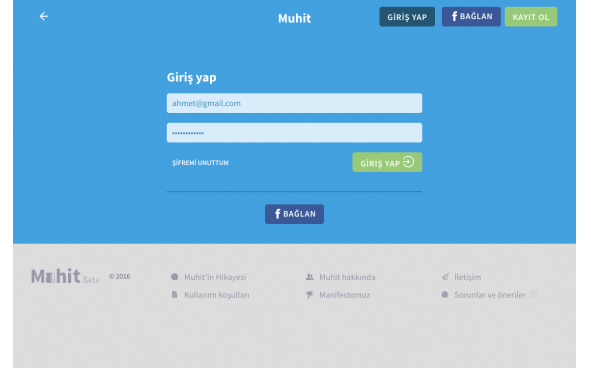 Muhit
GİRİŞ YAP
BAĞLAN
KAYIT OL
Giriş yap
ahmet@gmail.com
ŞİFREMİ UNUTTUM
GİRİŞ YAP
BAĞLAN
Muhit Beta © 2016
Muhit'in Hikayesi
Muhit hakkında
İletişim
Kullanım koşulları
Manifestomuz
Sorunlar ve öneriler